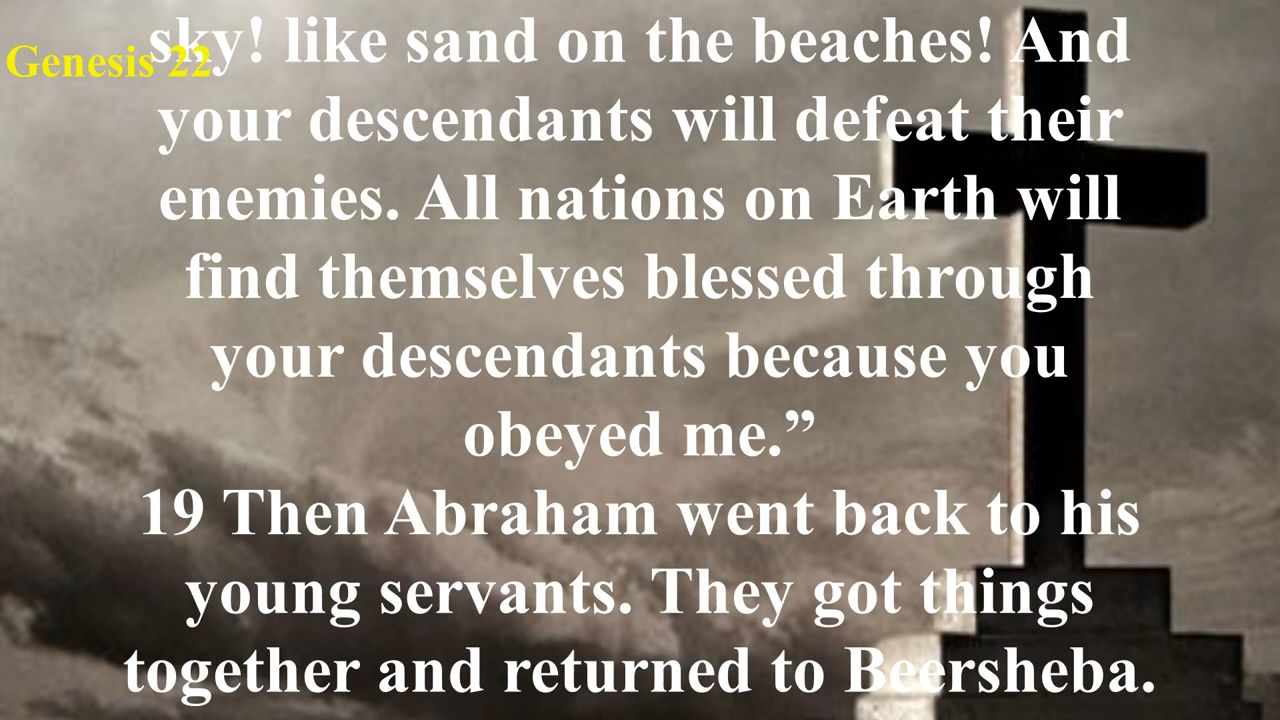 sky! like sand on the beaches! And
Genesis 22
your descendants will defeat their
enemies. All nations on Earth will
find themselves blessed through
your descendants because you
obeyed me.”
19 Then Abraham went back to his
young servants. They got things
together and returned to Beersheba.